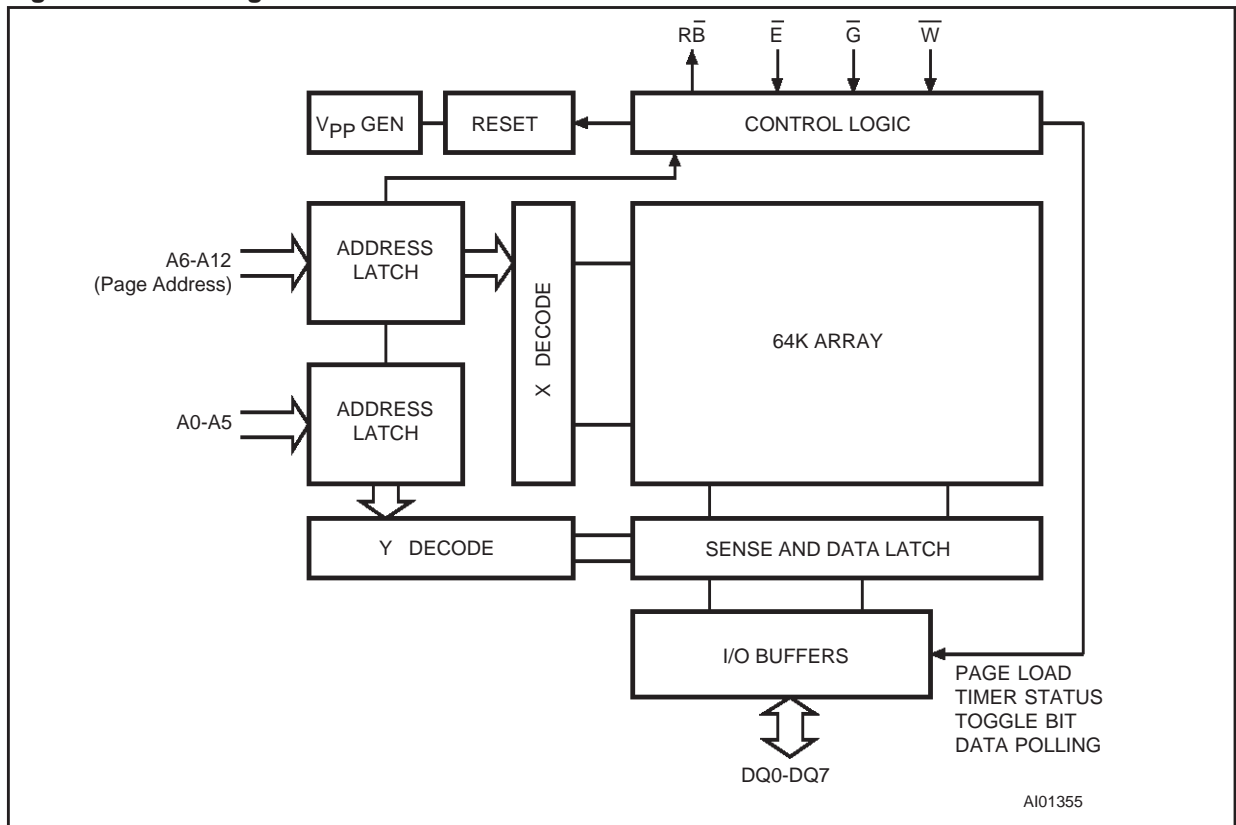 RB̅ E̅ G̅ W̅
VPP GEN RESET CONTROL LOGIC
A6-A12
(Page Address)
ADDRESS
LATCH
X DECODE
64K ARRAY
A0-A5
ADDRESS
LATCH
Y DECODE
SENSE AND DATA LATCH
I/O BUFFERS
PAGE LOAD
TIMER STATUS
TOGGLE BIT
DATA POLLING
DQ0-DQ7
AI01355